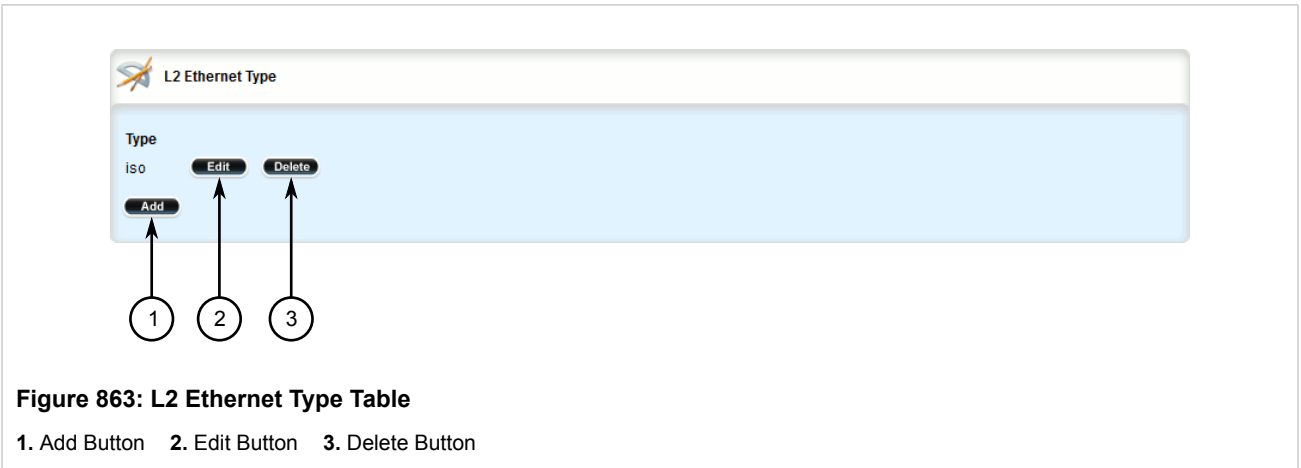 L2 Ethernet Type
Type
iso Edit Delete
Add
1 2 3
Figure 863: L2 Ethernet Type Table
1. Add Button 2. Edit Button 3. Delete Button